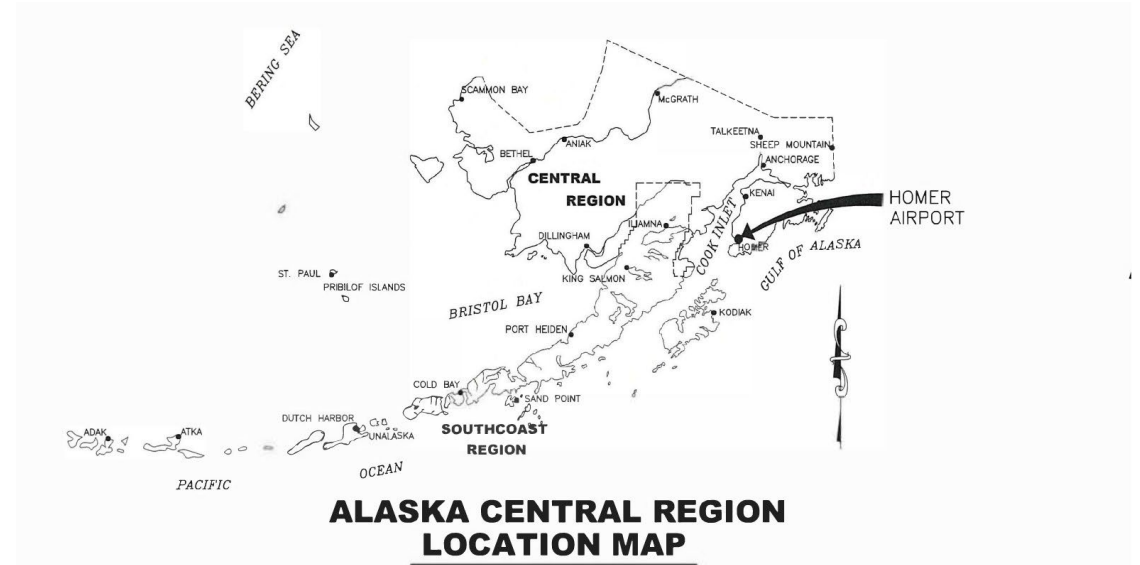 BERING SEA
SCAMMON BAY
McGRATH
TALKEETNA
SHEEP MOUNTAIN
ANIAK
BETHEL
ANCHORAGE
CENTRAL
REGION
KENAI
HOMER
AIRPORT
ILIAMNA
COOK INLET
DILLINGHAM
HOMER
GULF OF ALASKA
KING SALMON
ST. PAUL
PRIBILOF ISLANDS
BRISTOL BAY
KODIAK
PORT HEIDEN
COLD BAY
SAND POINT
DUTCH HARBOR
UNALASKA
SOUTHCOAST
REGION
ADAK
ATKA
OCEAN
PACIFIC
ALASKA CENTRAL REGION
LOCATION MAP